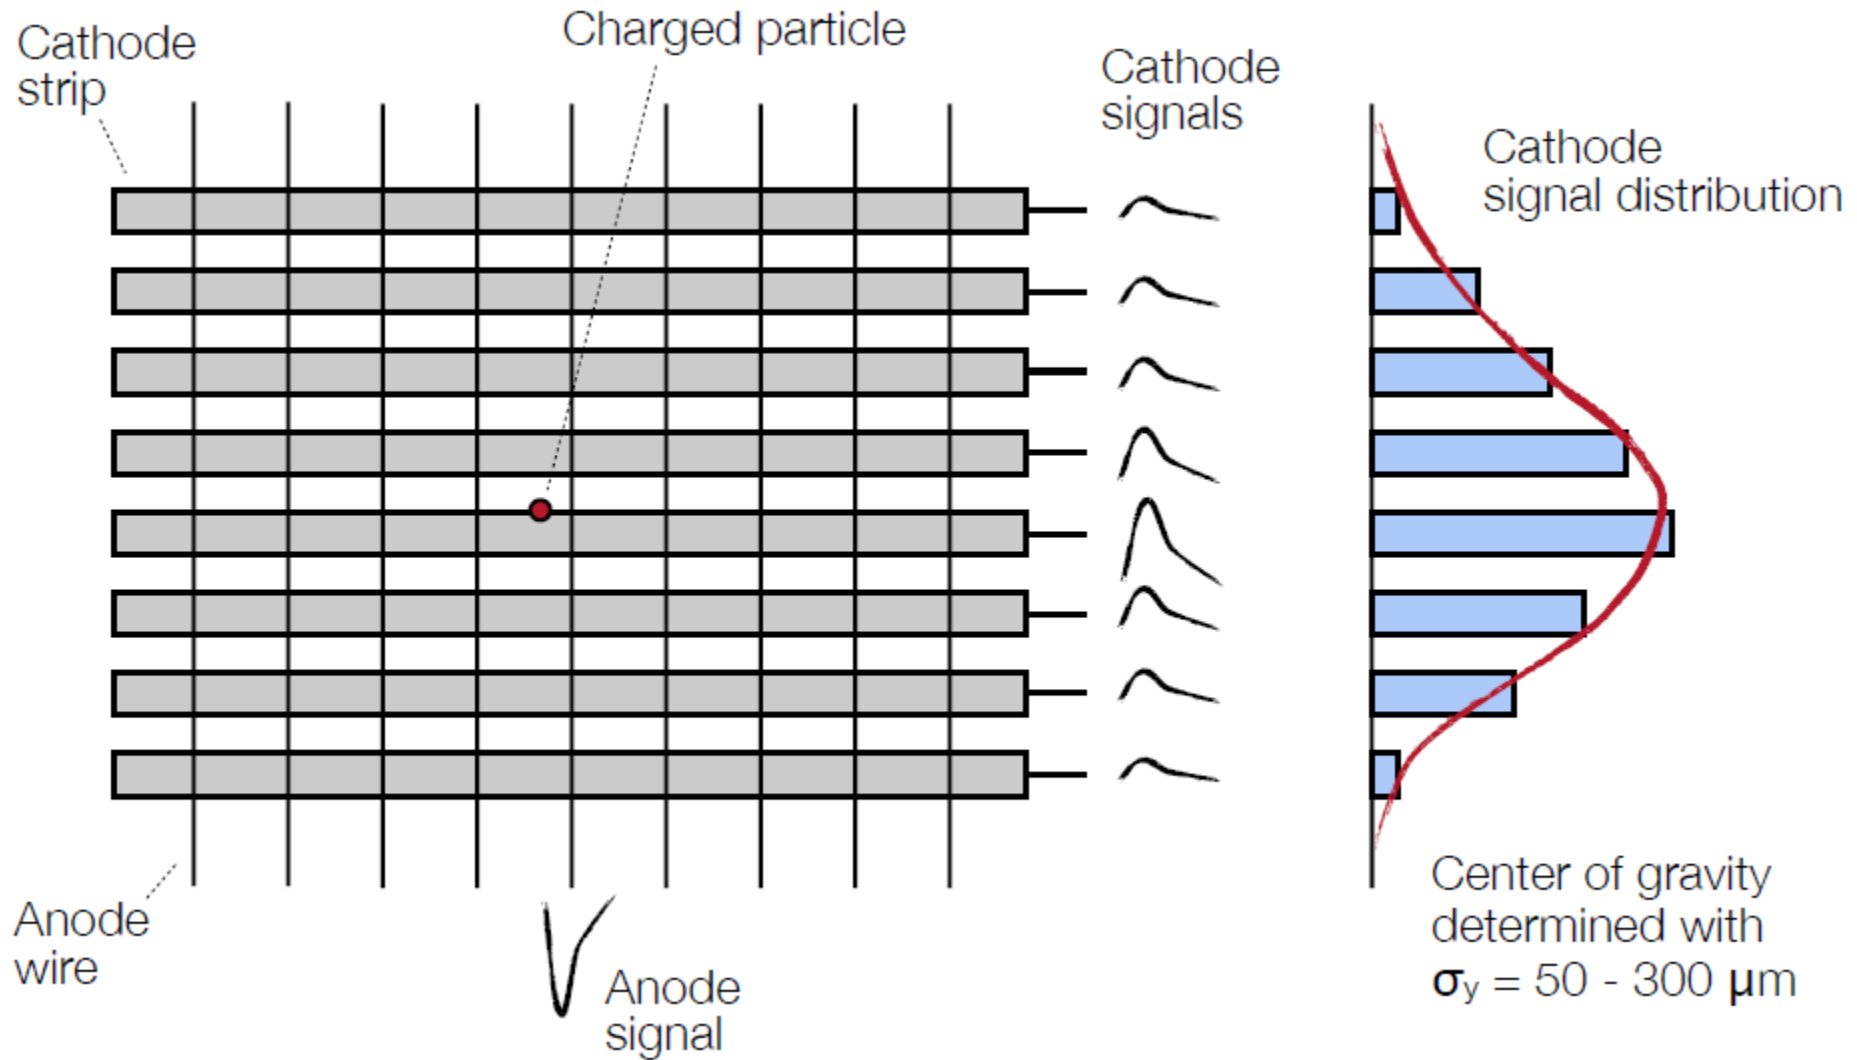 Cathode
strip
Charged particle
Cathode
signals
Cathode
signal distribution
Anode
wire
Anode
signal
Center of gravity
determined with
σy = 50 - 300 μm